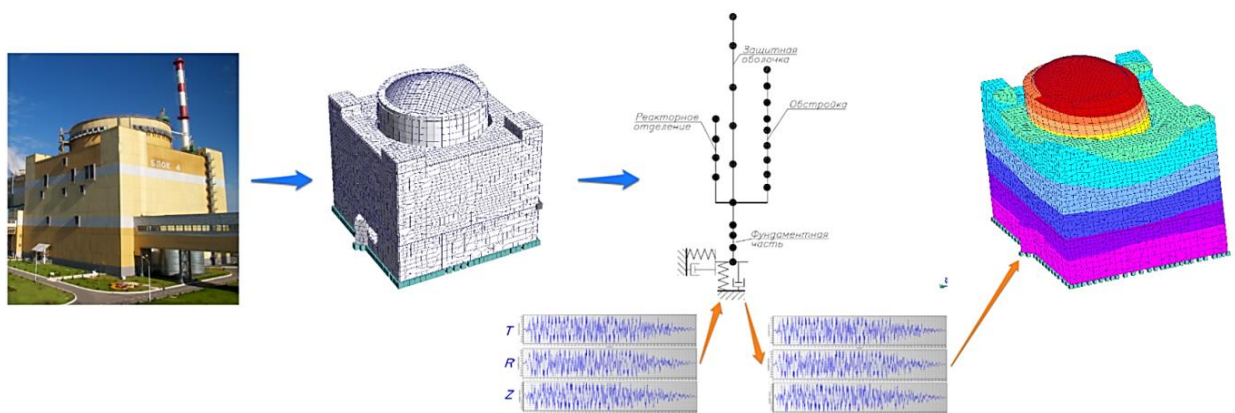 БЛОК 4
Защитная
оболочка
Реакторное
отделение
Обстройка
Фундаментная
часть
T
R
Z